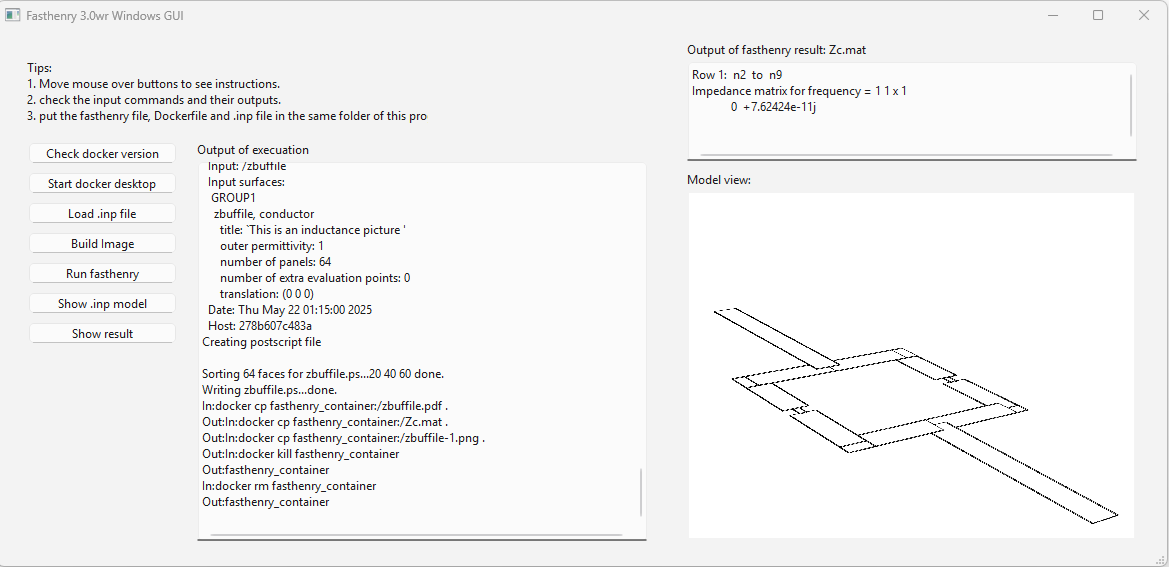 Fasthenry 3.0wr Windows GUI
Tips:
1. Move mouse over buttons to see instructions.
2. check the input commands and their outputs.
3. put the fasthenry file, Dockerfile and .inp file in the same folder of this pro
Check docker version
Start docker desktop
Load .inp file
Build Image
Run fasthenry
Show .inp model
Show result
Output of execuation
Input: /zbuffile
Input surfaces:
GROUP1
zbuffile, conductor
title: `This is an inductance picture '
outer permittivity: 1
number of panels: 64
number of extra evaluation points: 0
translation: (0 0 0)
Date: Thu May 22 01:15:00 2025
Host: 278b607c483a
Creating postscript file
Sorting 64 faces for zbuffile.ps...20 40 60 done.
Writing zbuffile.ps...done.
In:docker cp fasthenry_container:/zbuffile.pdf .
Out:In:docker cp fasthenry_container:/Zc.mat .
Out:In:docker cp fasthenry_container:/zbuffile-1.png .
Out:In:docker kill fasthenry_container
Out:fasthenry_container
In:docker rm fasthenry_container
Out:fasthenry_container
Output of fasthenry result: Zc.mat
Row 1:  n2  to  n9
Impedance matrix for frequency = 1 1 x 1
0  +7.62424e-11j
Model view: